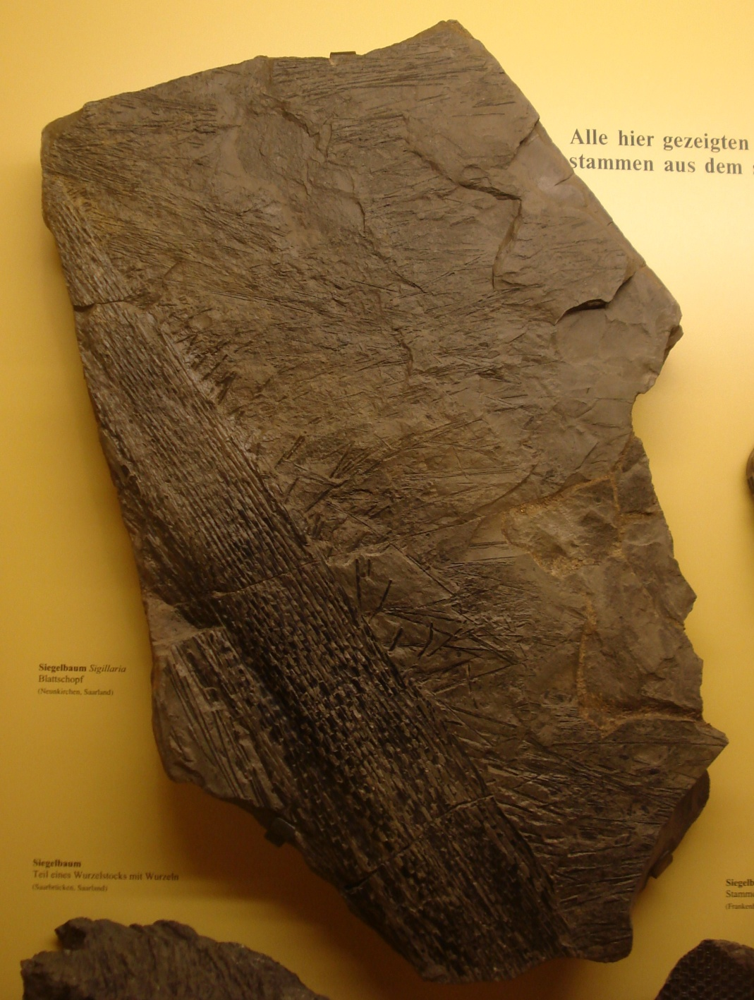 Alle hier gezeigten
stammen aus dem
Siegelbaum Sigillaria
Blattschopf
(Neunkirchen, Saarland)
Siegelbaum
Teil eines Wurzelstocks mit Wurzeln
(Saarbrücken, Saarland)